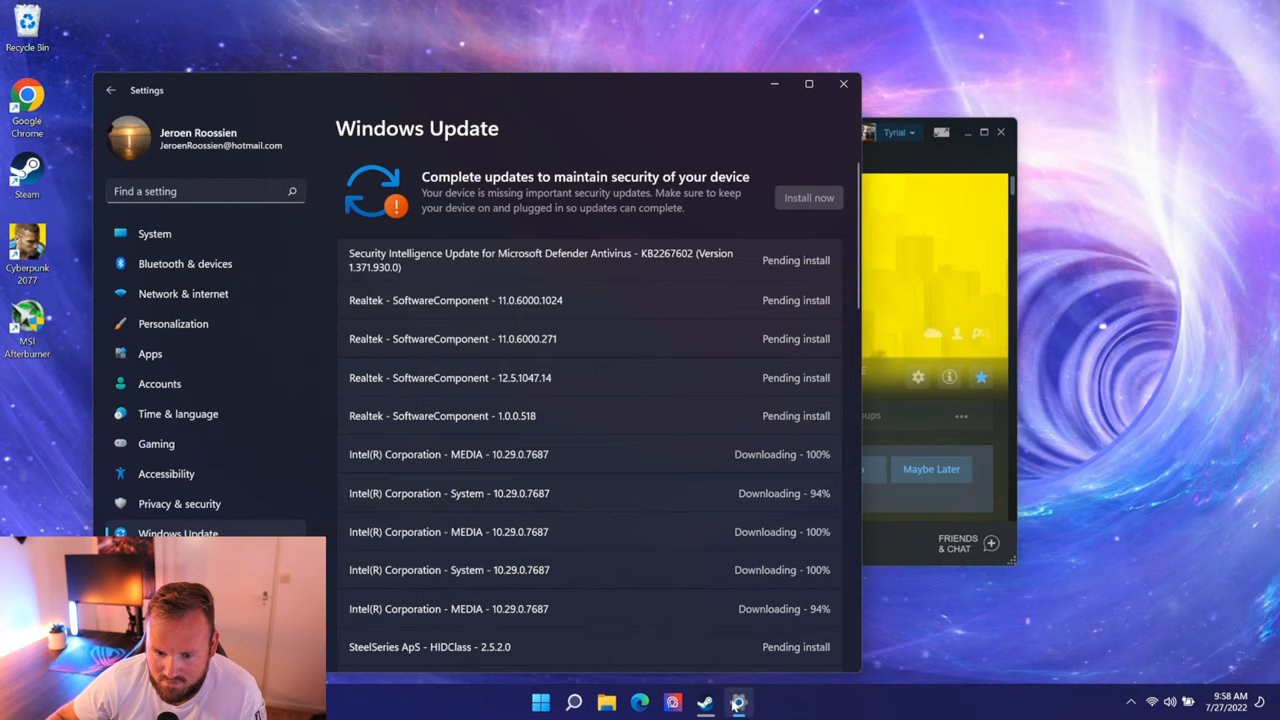 Recycle Bin
Google
Chrome
Steam
Cyberpunk
2077
MSI
Afterburner
Settings
Jeroen Roossien
JeroenRoossien@hotmail.com
Find a setting
System
Bluetooth & devices
Network & internet
Personalization
Apps
Accounts
Time & language
Gaming
Accessibility
Privacy & security
Windows Update
Windows Update
Complete updates to maintain security of your device
Your device is missing important security updates. Make sure to keep
your device on and plugged in so updates can complete.
Install now
Security Intelligence Update for Microsoft Defender Antivirus - KB2267602 (Version
1.371.930.0)
Pending install
Realtek - SoftwareComponent - 11.0.6000.1024
Pending install
Realtek - SoftwareComponent - 11.0.6000.271
Pending install
Realtek - SoftwareComponent - 12.5.1047.14
Pending install
Realtek - SoftwareComponent - 1.0.0.518
Pending install
Intel(R) Corporation - MEDIA - 10.29.0.7687
Downloading - 100%
Intel(R) Corporation - System - 10.29.0.7687
Downloading - 94%
Intel(R) Corporation - MEDIA - 10.29.0.7687
Downloading - 100%
Intel(R) Corporation - System - 10.29.0.7687
Downloading - 100%
Intel(R) Corporation - MEDIA - 10.29.0.7687
Downloading - 94%
SteelSeries ApS - HIDClass - 2.5.2.0
Pending install
Tyrial
Maybe Later
FRIENDS
& CHAT
9:58 AM
7/27/2022